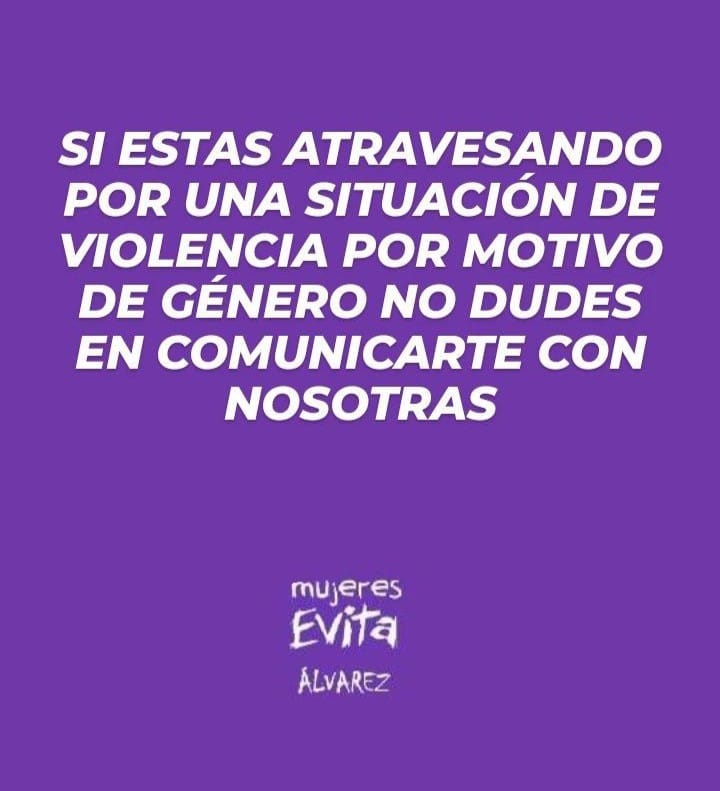 SI ESTAS ATRAVESANDO
POR UNA SITUACIÓN DE
VIOLENCIA POR MOTIVO
DE GÉNERO NO DUDES
EN COMUNICARTE CON
NOSOTRAS
mujeres
EVITA
ÁLVAREZ